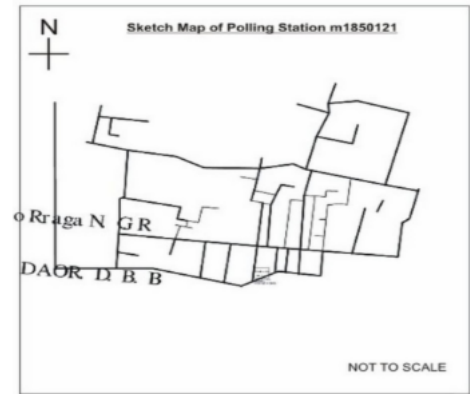 Sketch Map of Polling Station m1850121
N
o Rraga N G R
DAOR. D. B. B
NOT TO SCALE